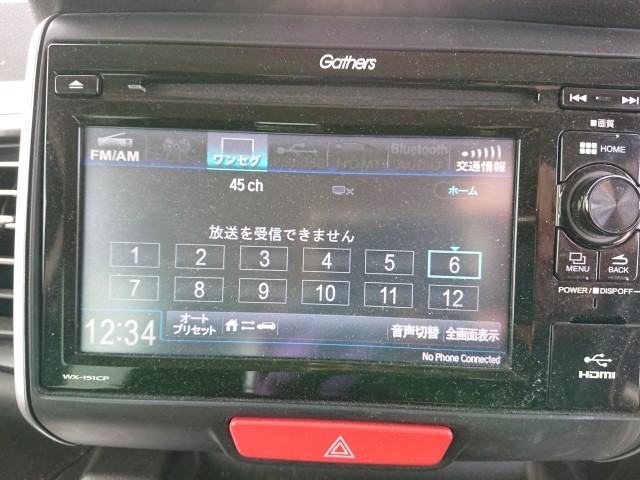 Gathers
■画質
FM/AM
ワンセグ
Bluetooth
交通情報
HOME
45 ch
ホーム
放送を受信できません
1 2 3 4 5 6
MENU
BACK
7 8 9 10 11 12
POWER/■DISPOFF
12:34
オート
プリセット
音声切替
全画面表示
No Phone Connected
HDMI
WX-151CP